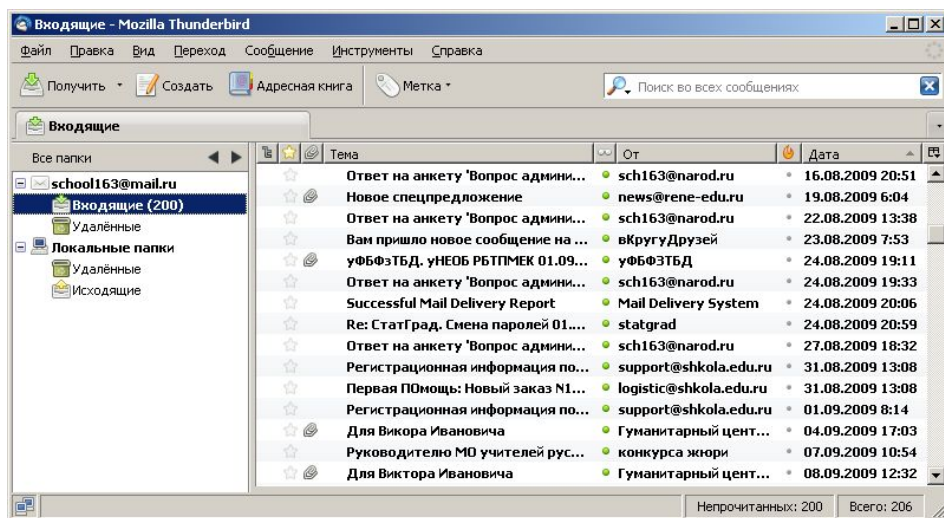 Входящие - Mozilla Thunderbird
Файл Правка Вид Переход Сообщение Инструменты Справка
Получить Создать Адресная книга Метка Поиск во всех сообщениях
Входящие
Все папки Тема От Дата
school163@mail.ru
Входящие (200)
Удалённые
Локальные папки
Удалённые
Исходящие
Ответ на анкету 'Вопрос админи... sch163@narod.ru 16.08.2009 20:51
Новое спецпредложение news@rene-edu.ru 19.08.2009 6:04
Ответ на анкету 'Вопрос админи... sch163@narod.ru 22.08.2009 13:38
Вам пришло новое сообщение на ... вКругуДрузей 23.08.2009 7:53
уФБФзТБД. уНЕОБ РБТПМЕК 01.09... уФБФЗТБД 24.08.2009 19:11
Ответ на анкету 'Вопрос админи... sch163@narod.ru 24.08.2009 19:33
Successful Mail Delivery Report Mail Delivery System 24.08.2009 20:06
Re: СтатГрад. Смена паролей 01.... statgrad 24.08.2009 20:59
Ответ на анкету 'Вопрос админи... sch163@narod.ru 27.08.2009 18:32
Регистрационная информация по... support@shkola.edu.ru 31.08.2009 13:08
Первая ПОмощь: Новый заказ N1... logistic@shkola.edu.ru 31.08.2009 13:08
Регистрационная информация по... support@shkola.edu.ru 01.09.2009 8:14
Для Викора Ивановича Гуманитарный цент... 04.09.2009 17:03
Руководителю МО учителей рус... конкурса жюри 07.09.2009 10:54
Для Виктора Ивановича Гуманитарный цент... 08.09.2009 12:32
Непрочитанных: 200 Всего: 206